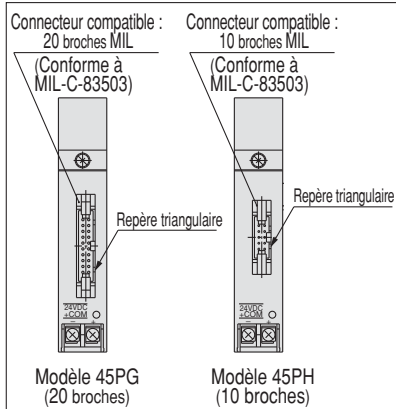 Connecteur compatible :
20 broches MIL
(Conforme à
MIL-C-83503)
Repère triangulaire
24VDC
+COM
− +
Modèle 45PG
(20 broches)
Connecteur compatible :
10 broches MIL
(Conforme à
MIL-C-83503)
Repère triangulaire
24VDC
+COM
− +
Modèle 45PH
(10 broches)